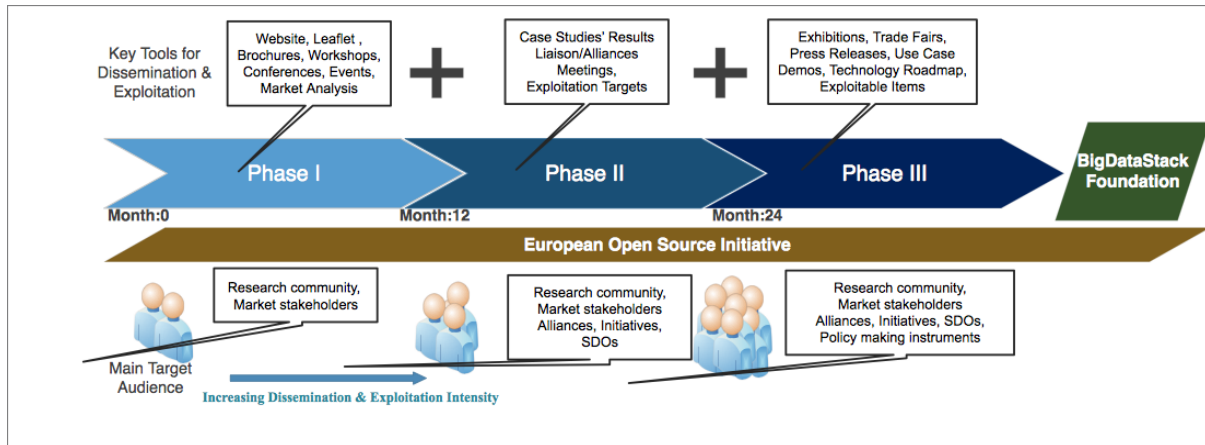 Key Tools for
Dissemination &
Exploitation
Website, Leaflet ,
Brochures, Workshops,
Conferences, Events,
Market Analysis
Case Studies' Results
Liaison/Alliances
Meetings,
Exploitation Targets
Exhibitions, Trade Fairs,
Press Releases, Use Case
Demos, Technology Roadmap,
Exploitable Items
Phase I
Phase II
Phase III
BigDataStack
Foundation
Month:0
Month:12
Month:24
European Open Source Initiative
Research community,
Market stakeholders
Research community,
Market stakeholders
Alliances, Initiatives,
SDOs
Research community,
Market stakeholders
Alliances, Initiatives, SDOs,
Policy making instruments
Main Target
Audience
Increasing Dissemination & Exploitation Intensity